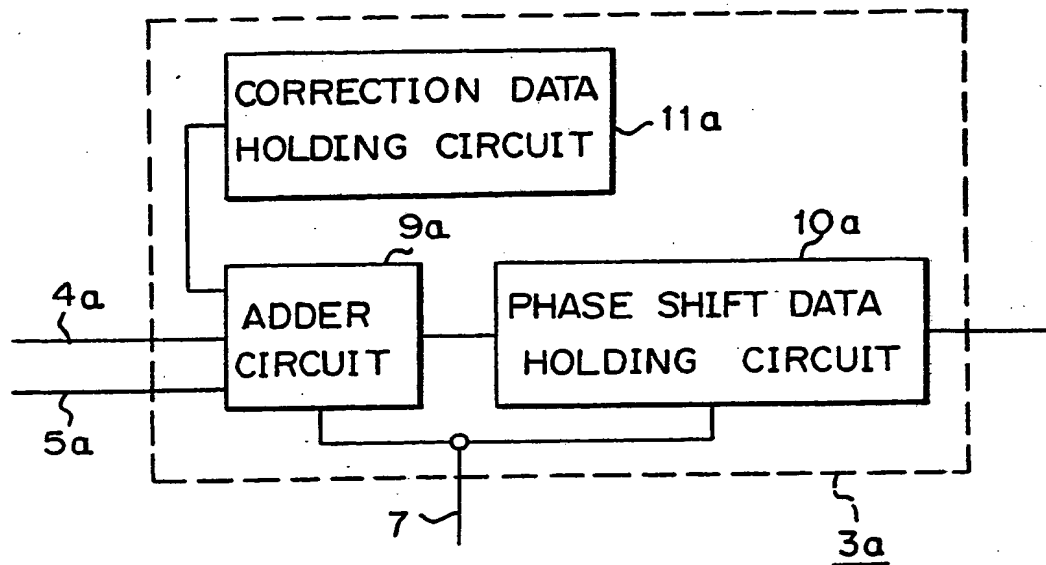 CORRECTION DATA
HOLDING CIRCUIT
11a
9a
10a
4a
ADDER
CIRCUIT
PHASE SHIFT DATA
HOLDING CIRCUIT
5a
7
3a